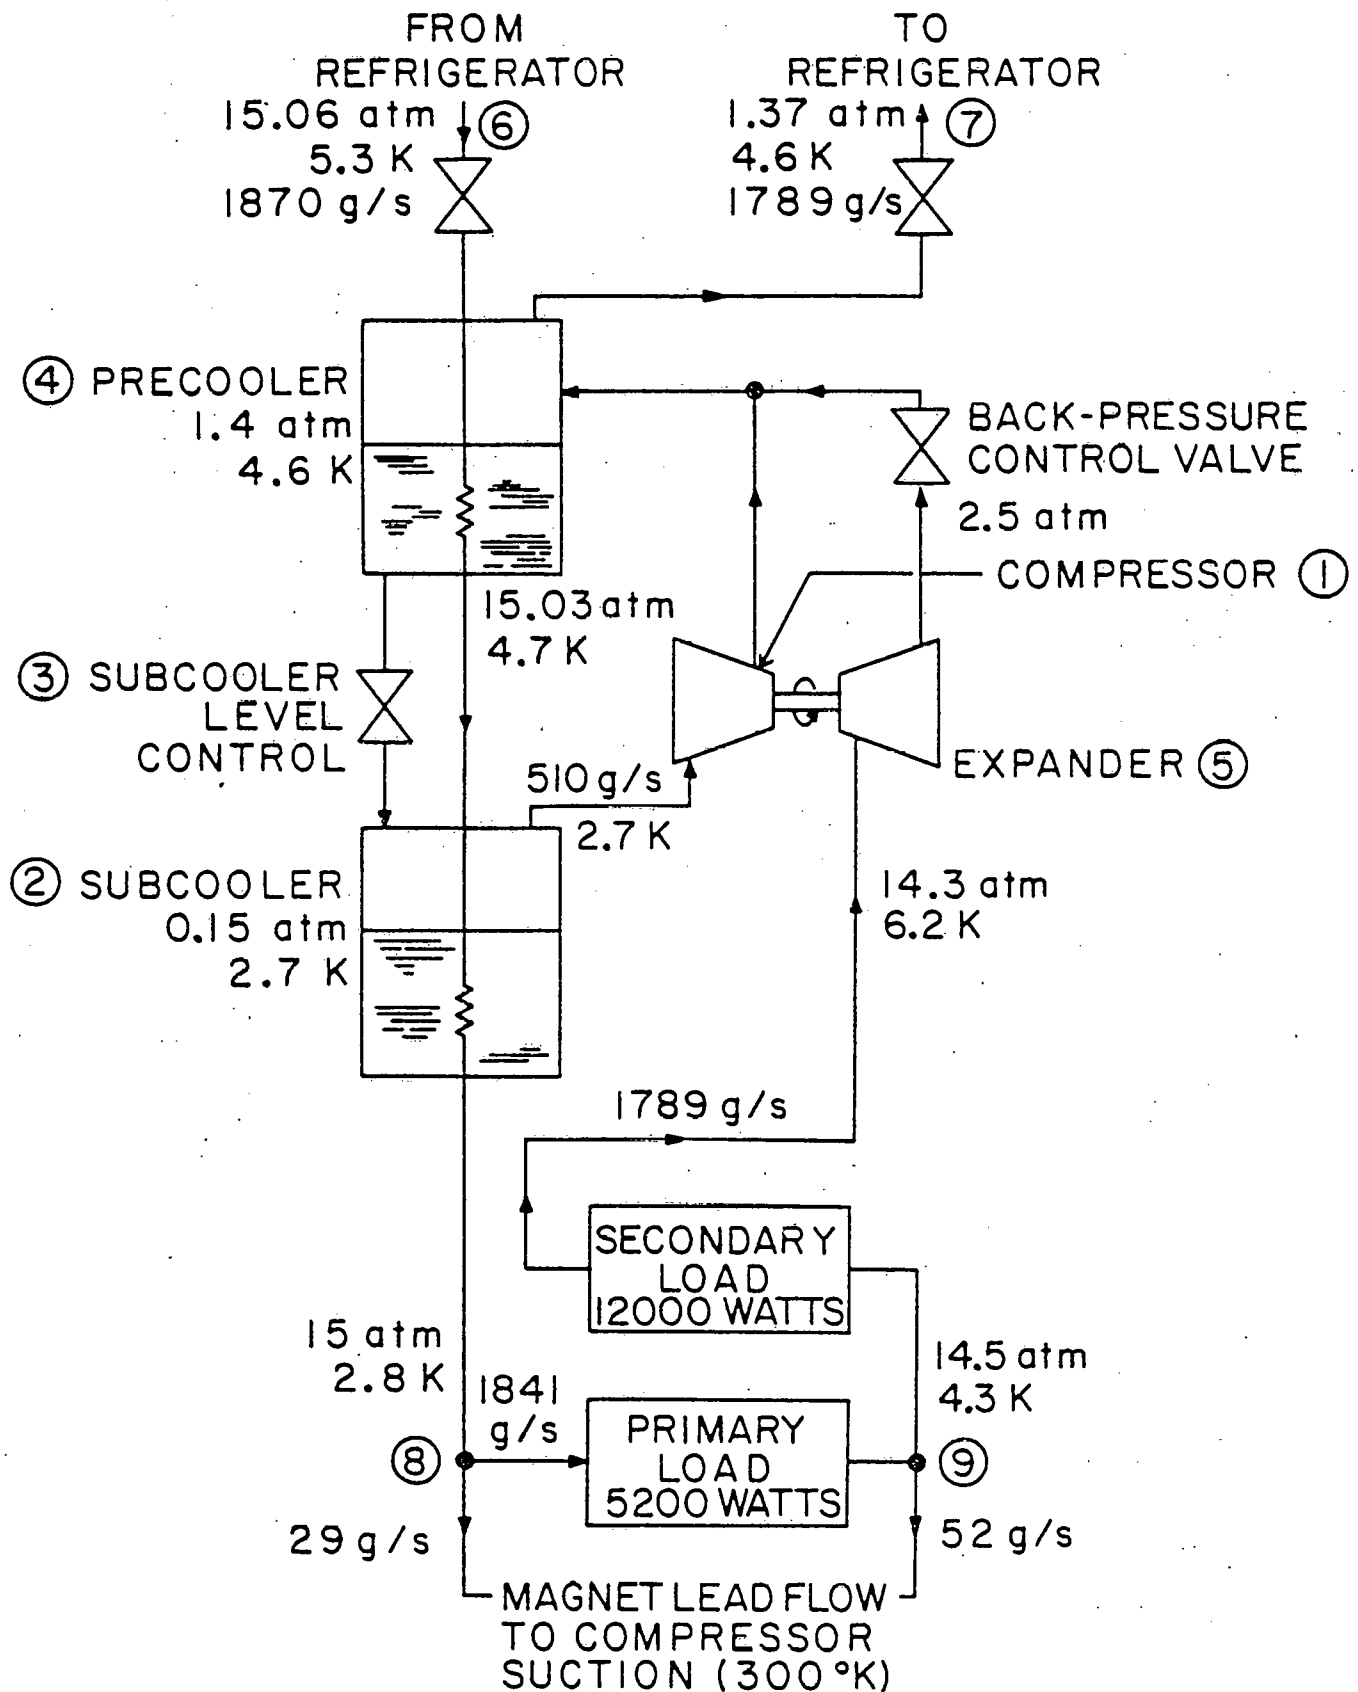 FROM
REFRIGERATOR
15.06 atm
5.3 K
1870 g/s
⑥
TO
REFRIGERATOR
1.37 atm
4.6 K
1789 g/s
⑦
④ PRECOOLER
1.4 atm
4.6 K
BACK-PRESSURE
CONTROL VALVE
2.5 atm
COMPRESSOR ①
15.03 atm
4.7 K
③ SUBCOOLER
LEVEL
CONTROL
EXPANDER ⑤
510 g/s
2.7 K
② SUBCOOLER
0.15 atm
2.7 K
14.3 atm
6.2 K
1789 g/s
SECONDARY
LOAD
12000 WATTS
15 atm
2.8 K
14.5 atm
4.3 K
1841
g/s
⑧
PRIMARY
LOAD
5200 WATTS
⑨
29 g/s
52 g/s
MAGNET LEAD FLOW
TO COMPRESSOR
SUCTION (300 °K)